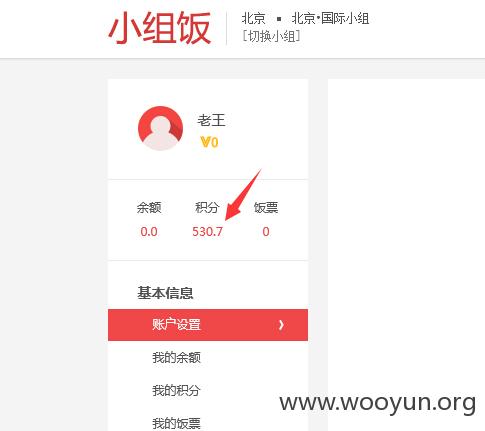 小组饭
北京 ▪ 北京•国际小组
[切换小组]
老王
V0
余额 积分 饭票
0.0 530.7 0
基本信息
账户设置 ›
我的余额
我的积分
我的饭票
www.wooyun.org